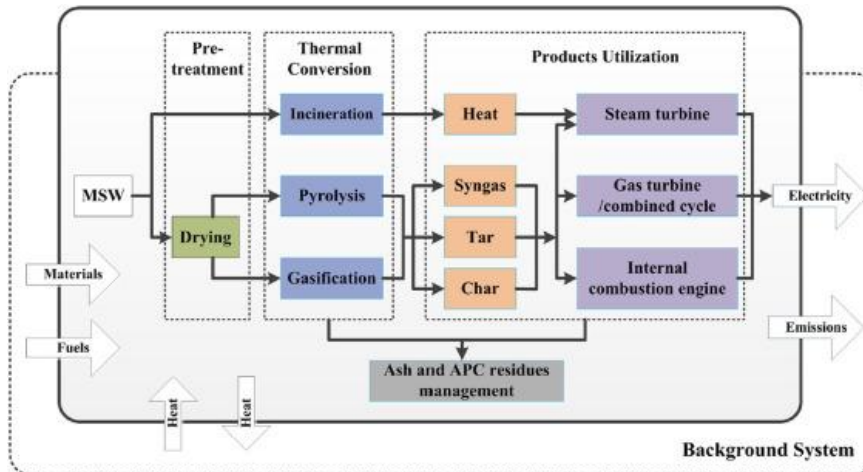 Pre-
treatment
Thermal
Conversion
Products Utilization
Incineration
Heat
Steam turbine
MSW
Pyrolysis
Syngas
Gas turbine
/combined cycle
Electricity
Drying
Tar
Materials
Gasification
Char
Internal
combustion engine
Fuels
Emissions
Ash and APC residues
management
Heat
Heat
Background System